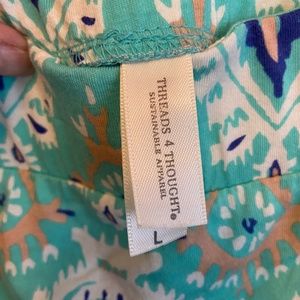 THREADS 4 THOUGHT®
SUSTAINABLE APPAREL
L